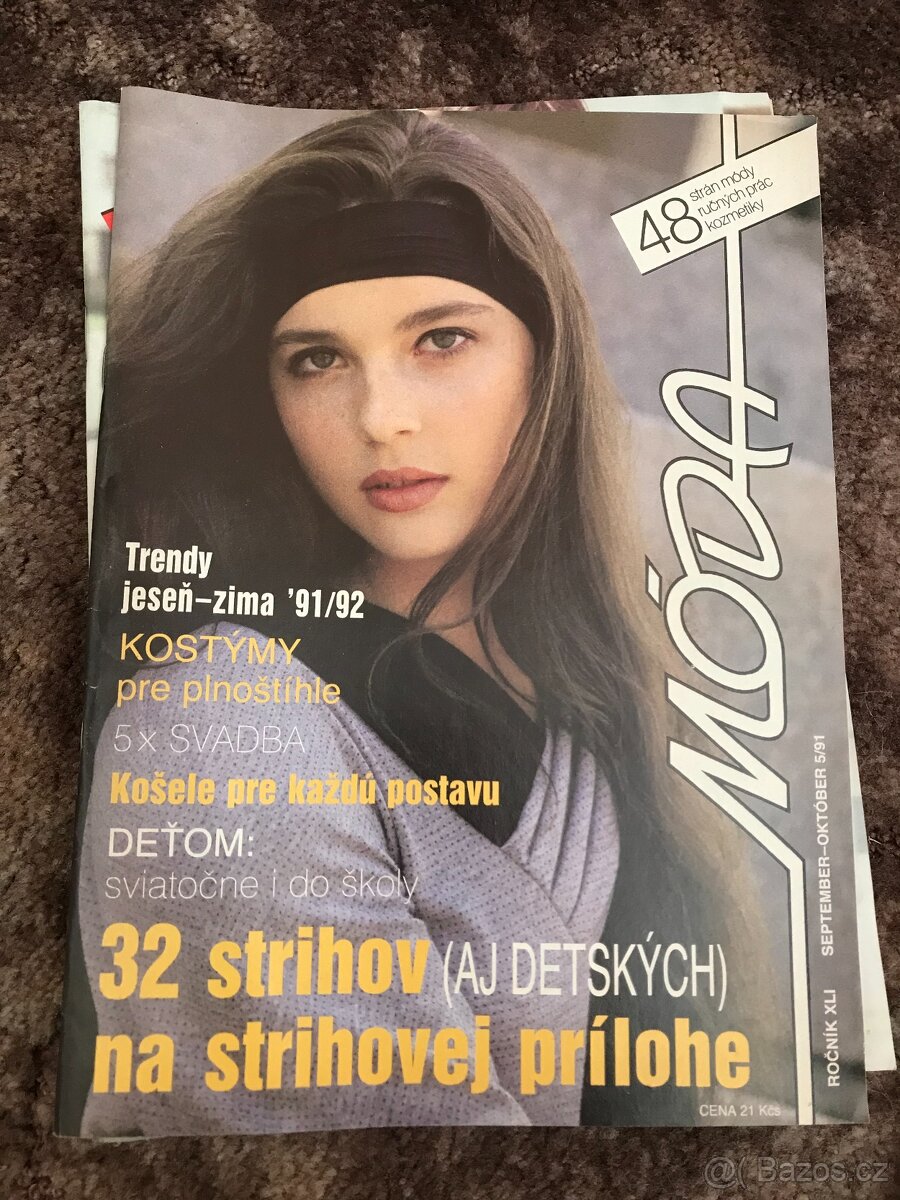 48 strán módy
ručných prác
kozmetiky
MÓDA
Trendy
jeseň–zima '91/92
KOSTÝMY
pre plnoštíhle
5x SVADBA
Košele pre každú postavu
DEŤOM:
sviatočne i do školy
32 strihov (AJ DETSKÝCH)
na strihovej prílohe
ROČNÍK XLI SEPTEMBER–OKTÓBER 5/91
CENA 21 Kčs
@( Bazos.cz